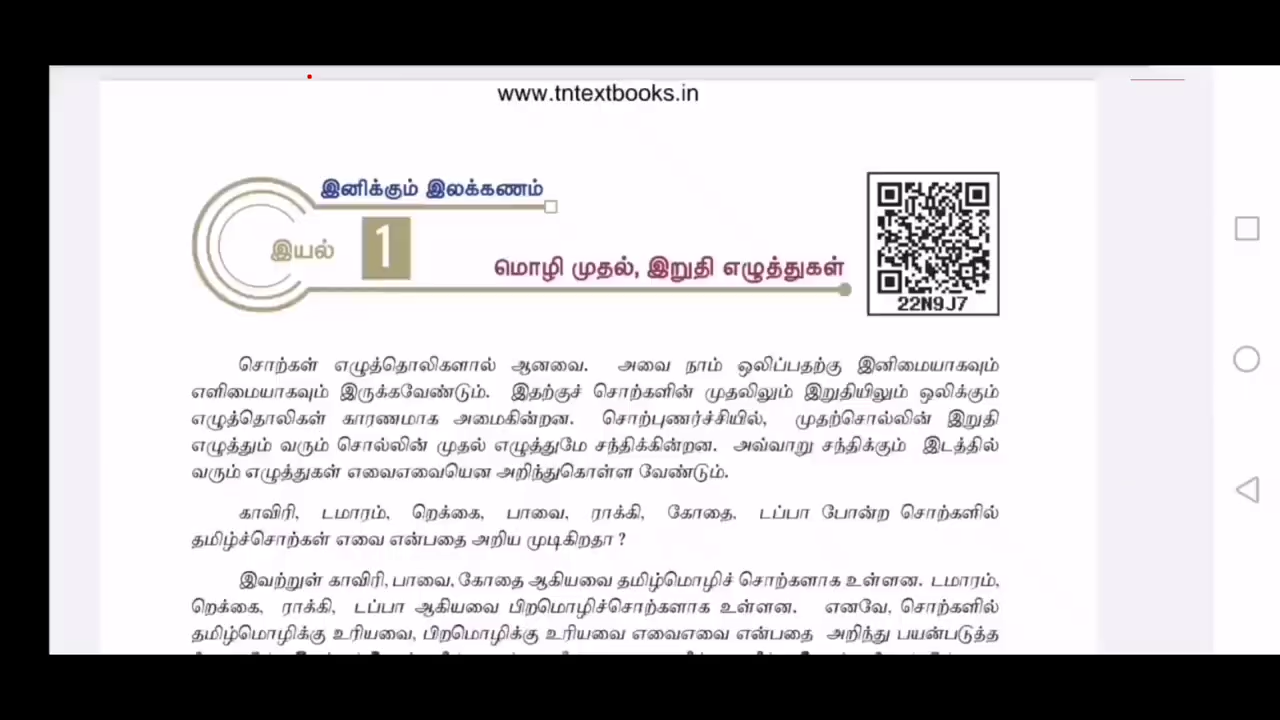 www.tntextbooks.in
இனிக்கும் இலக்கணம்
இயல் 1
மொழி முதல், இறுதி எழுத்துகள்
22N9J7
சொற்கள் எழுத்தொலிகளால் ஆனவை. அவை நாம் ஒலிப்பதற்கு இனிமையாகவும்
எளிமையாகவும் இருக்கவேண்டும். இதற்குச் சொற்களின் முதலிலும் இறுதியிலும் ஒலிக்கும்
எழுத்தொலிகள் காரணமாக அமைகின்றன. சொற்புணர்ச்சியில், முதற்சொல்லின் இறுதி
எழுத்தும் வரும் சொல்லின் முதல் எழுத்துமே சந்திக்கின்றன. அவ்வாறு சந்திக்கும் இடத்தில்
வரும் எழுத்துகள் எவைஎவையென அறிந்துகொள்ள வேண்டும்.
காவிரி, டமாரம், றெக்கை, பாவை, ராக்கி, கோதை, டப்பா போன்ற சொற்களில்
தமிழ்ச்சொற்கள் எவை என்பதை அறிய முடிகிறதா ?
இவற்றுள் காவிரி, பாவை, கோதை ஆகியவை தமிழ்மொழிச் சொற்களாக உள்ளன. டமாரம்,
றெக்கை, ராக்கி, டப்பா ஆகியவை பிறமொழிச்சொற்களாக உள்ளன. எனவே, சொற்களில்
தமிழ்மொழிக்கு உரியவை, பிறமொழிக்கு உரியவை எவைஎவை என்பதை அறிந்து பயன்படுத்த